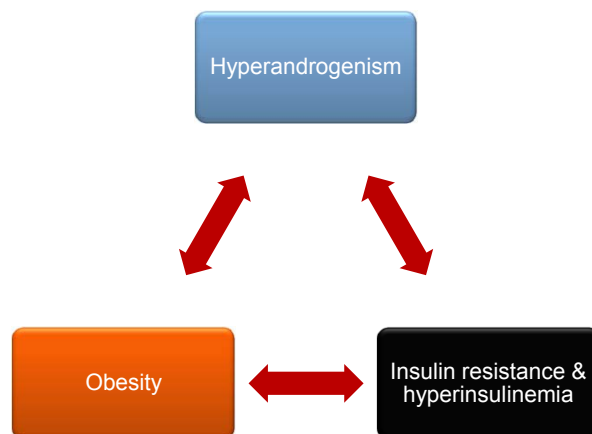 Hyperandrogenism
Obesity
Insulin resistance &
hyperinsulinemia